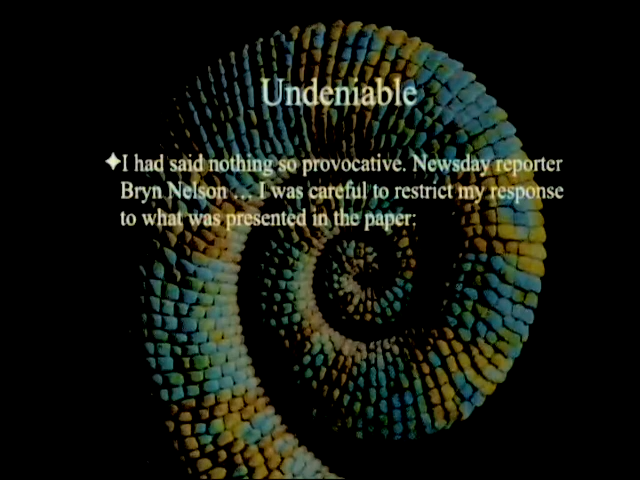 Undeniable
✦I had said nothing so provocative. Newsday reporter
Bryn Nelson … I was careful to restrict my response
to what was presented in the paper: